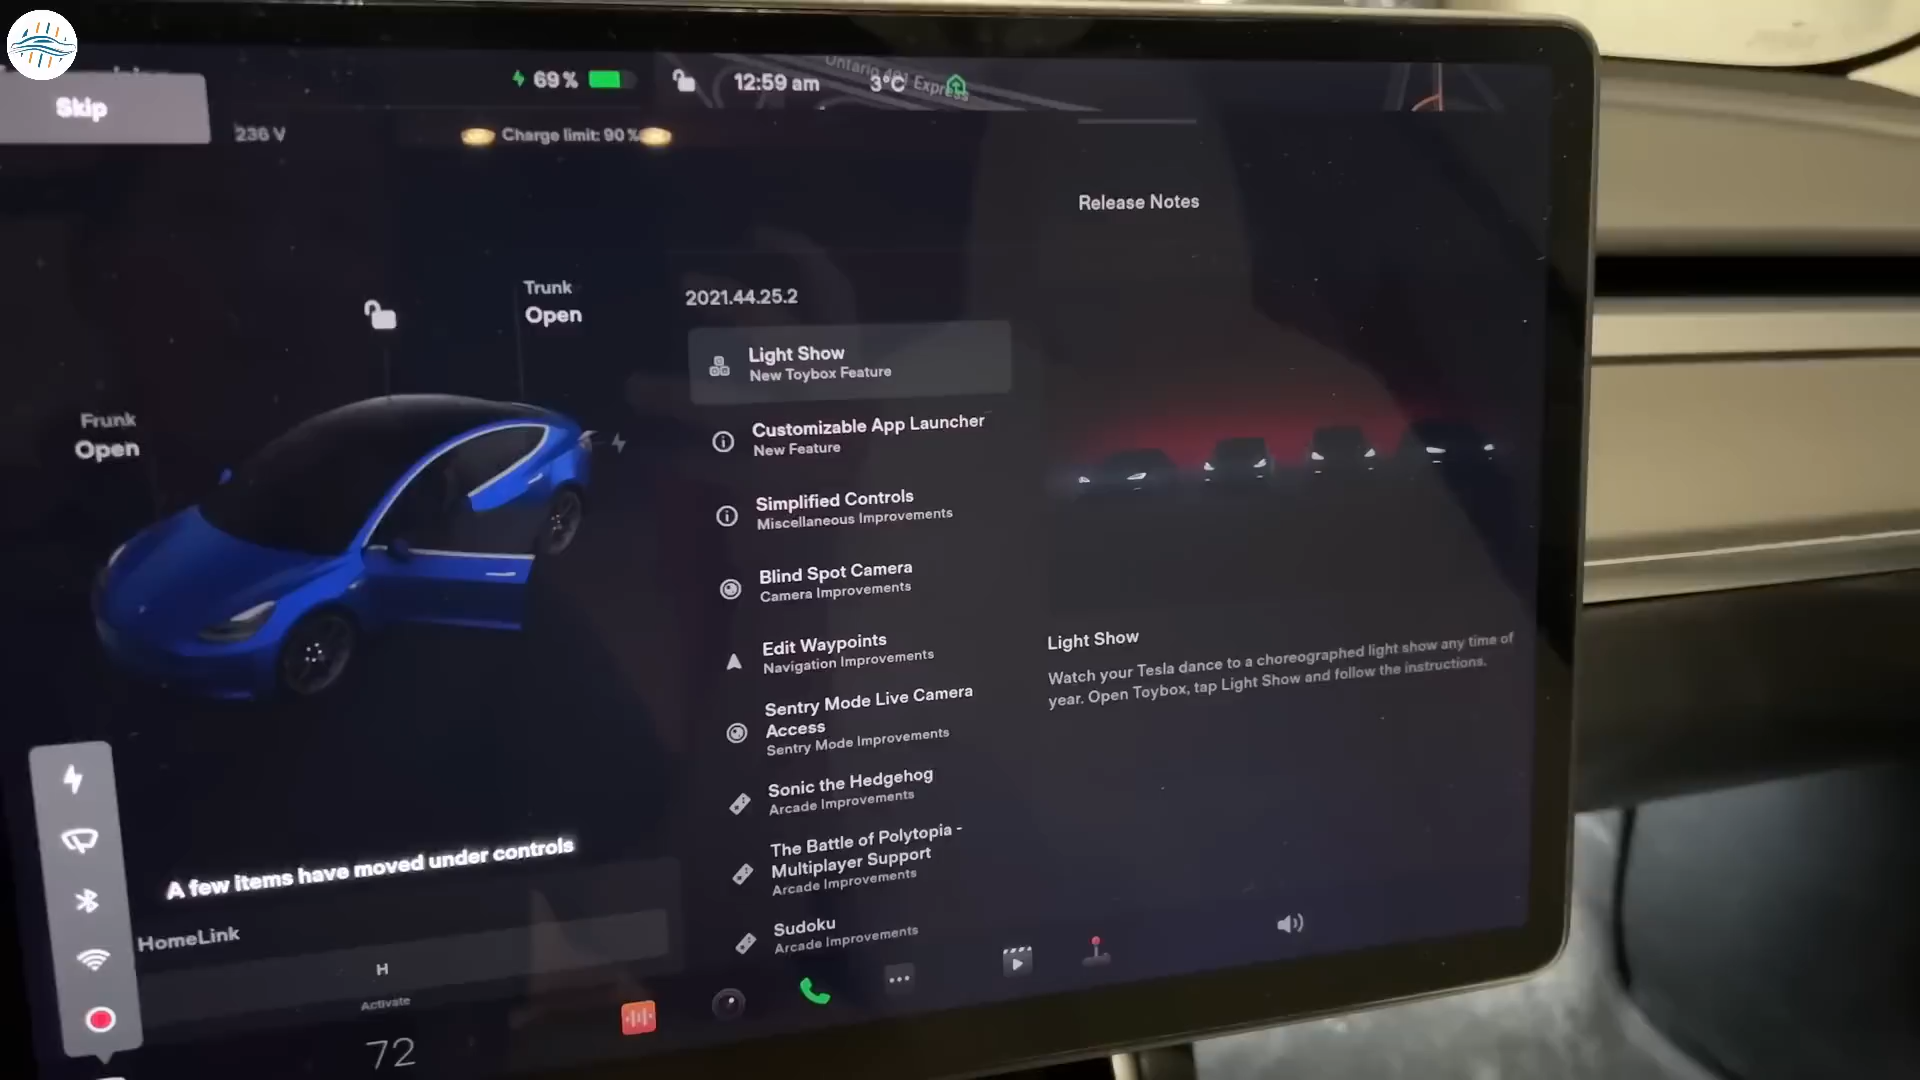 Skip
69%
12:59 am
3°C
Ontario 401 Express
236 V
Charge limit: 90%
Release Notes
Trunk
Open
Frunk
Open
2021.44.25.2
Light Show
New Toybox Feature
Customizable App Launcher
New Feature
Simplified Controls
Miscellaneous Improvements
Blind Spot Camera
Camera Improvements
Edit Waypoints
Navigation Improvements
Sentry Mode Live Camera
Access
Sentry Mode Improvements
Sonic the Hedgehog
Arcade Improvements
The Battle of Polytopia -
Multiplayer Support
Arcade Improvements
Sudoku
Arcade Improvements
Light Show
Watch your Tesla dance to a choreographed light show any time of
year. Open Toybox, tap Light Show and follow the instructions.
A few items have moved under controls
HomeLink
H
Activate
72